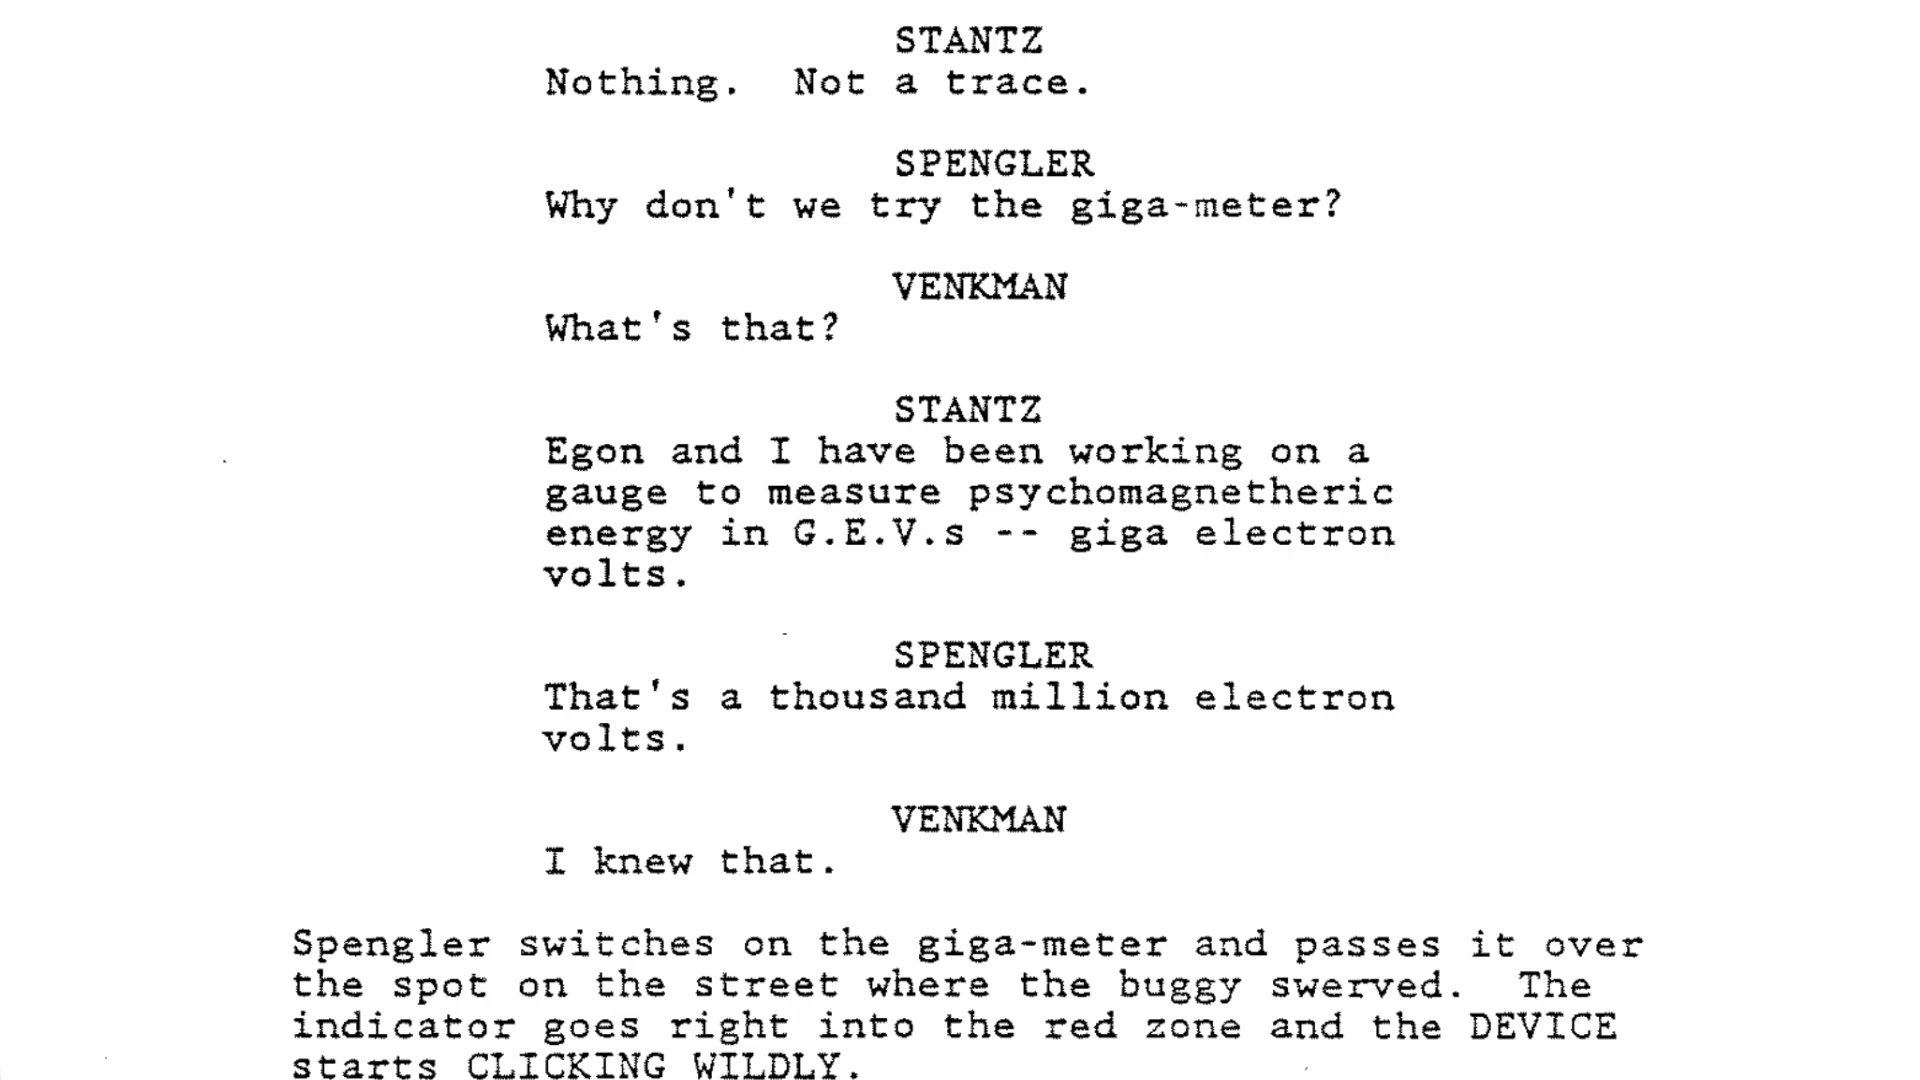 STANTZ
Nothing.  Not a trace.
SPENGLER
Why don't we try the giga-meter?
VENKMAN
What's that?
STANTZ
Egon and I have been working on a
gauge to measure psychomagnetheric
energy in G.E.V.s -- giga electron
volts.
SPENGLER
That's a thousand million electron
volts.
VENKMAN
I knew that.
Spengler switches on the giga-meter and passes it over
the spot on the street where the buggy swerved.  The
indicator goes right into the red zone and the DEVICE
starts CLICKING WILDLY.